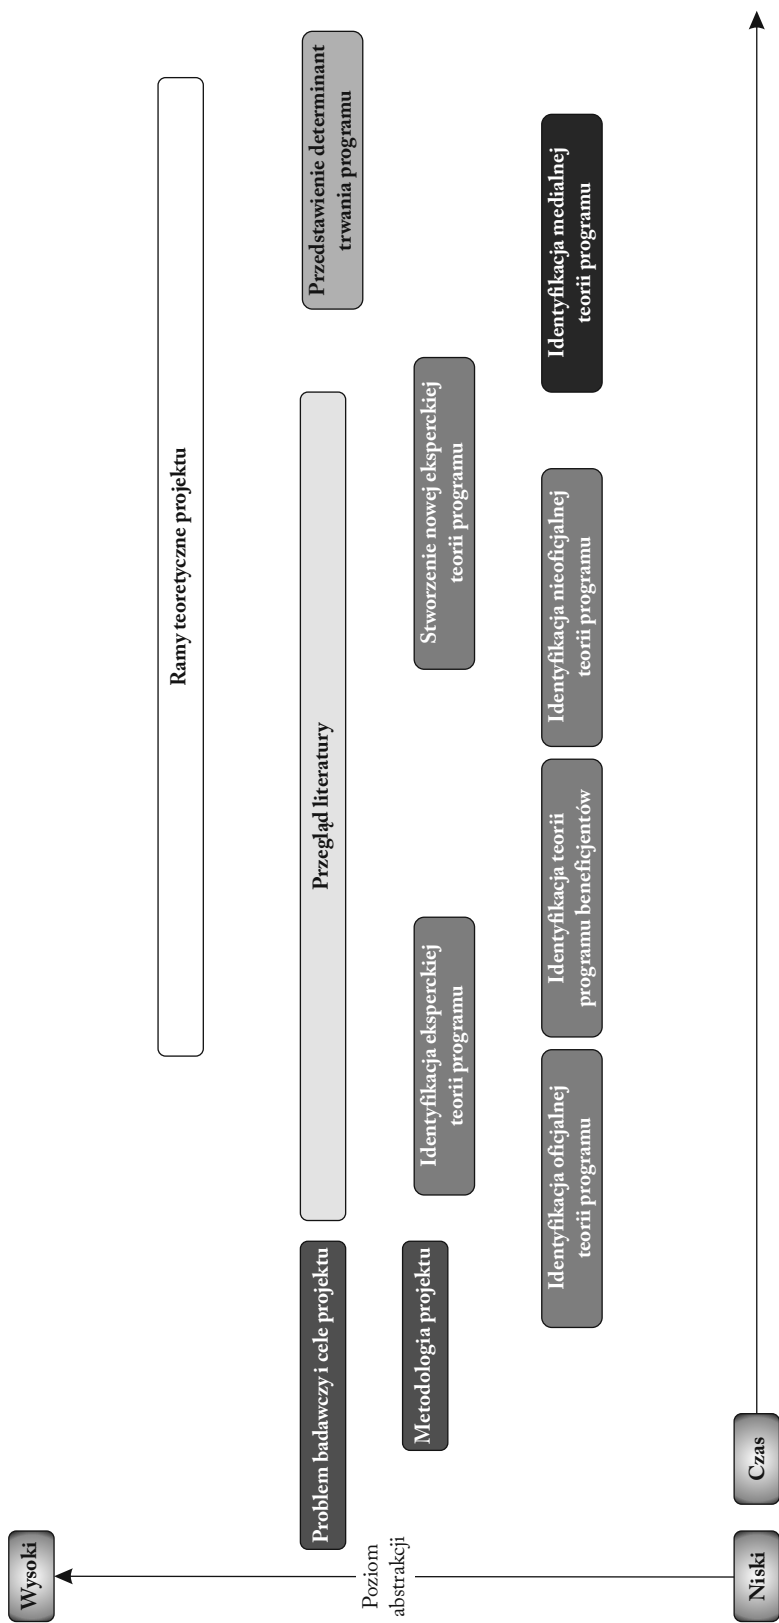 Wysoki
Poziom
abstrakcji
Niski
Czas
Ramy teoretyczne projektu
Problem badawczy i cele projektu
Przegląd literatury
Przedstawienie determinant
trwania programu
Metodologia projektu
Identyfikacja eksperckiej
teorii programu
Stworzenie nowej eksperckiej
teorii programu
Identyfikacja oficjalnej
teorii programu
Identyfikacja teorii
programu beneficjentów
Identyfikacja nieoficjalnej
teorii programu
Identyfikacja medialnej
teorii programu